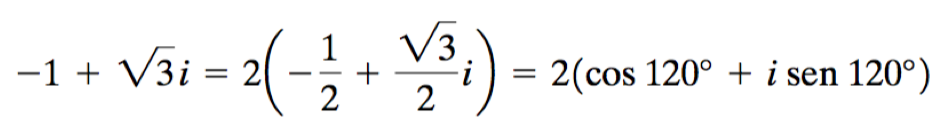 −1 + √3i = 2(−1/2 + √3/2 i) = 2(cos 120° + i sen 120°)